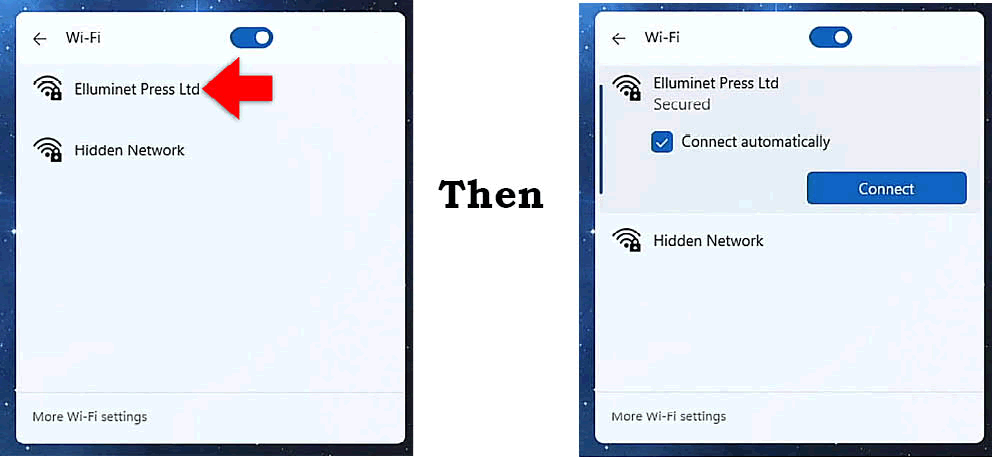 Wi-Fi
Elluminet Press Ltd
Hidden Network
More Wi-Fi settings
Then
Wi-Fi
Elluminet Press Ltd
Secured
Connect automatically
Connect
Hidden Network
More Wi-Fi settings